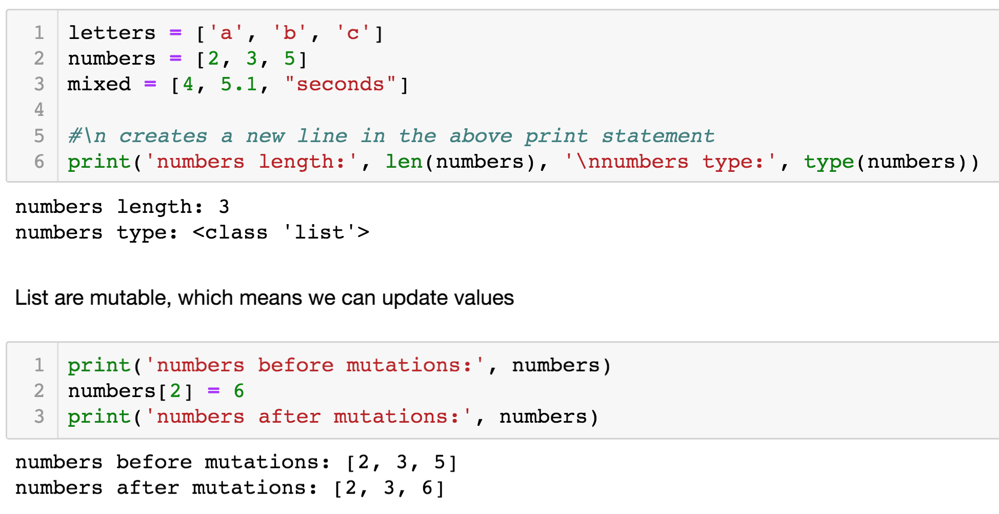 1 letters = ['a', 'b', 'c']
2 numbers = [2, 3, 5]
3 mixed = [4, 5.1, "seconds"]
4
5 #\n creates a new line in the above print statement
6 print('numbers length:', len(numbers), '\nnumbers type:', type(numbers))
numbers length: 3
numbers type: <class 'list'>
List are mutable, which means we can update values
1 print('numbers before mutations:', numbers)
2 numbers[2] = 6
3 print('numbers after mutations:', numbers)
numbers before mutations: [2, 3, 5]
numbers after mutations: [2, 3, 6]